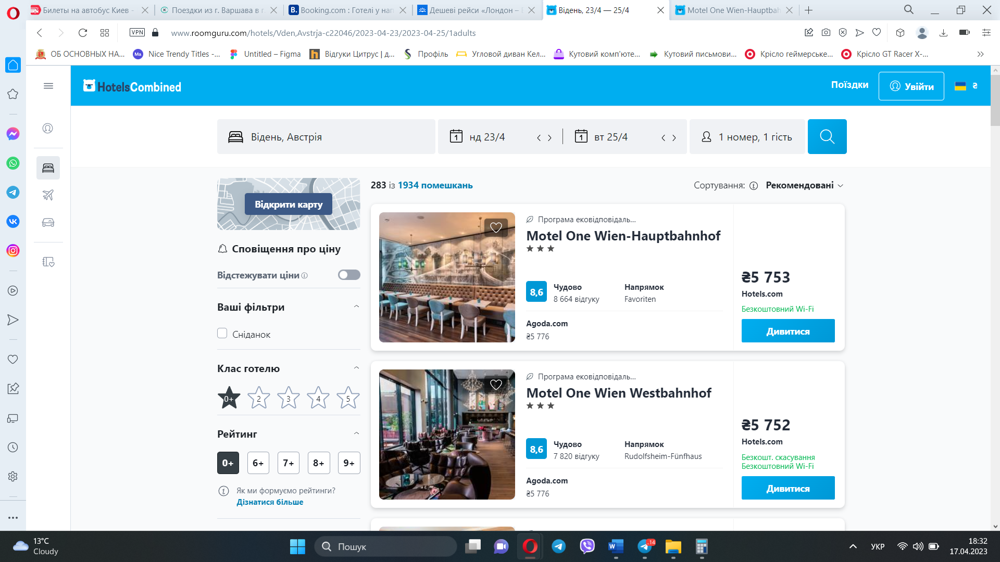 Билеты на автобус Киев -
Поездки из г. Варшава в г
Booking.com : Готелі у нап
Дешеві рейси «Лондон –
Відень, 23/4 — 25/4
Motel One Wien-Hauptbah
VPN
www.roomguru.com/hotels/Vden,Avstrja-c22046/2023-04-23/2023-04-25/1adults
ОБ ОСНОВНЫХ НА...
Nice Trendy Titles -...
Untitled – Figma
Відгуки Цитрус | д...
Профіль
Угловой диван Кел...
Кутовий комп'юте...
Кутовий письмови...
Крісло геймерське...
Крісло GT Racer X-...
HotelsCombined
Поїздки
Увійти
₴
Відень, Австрія
нд 23/4
вт 25/4
1 номер, 1 гість
Відкрити карту
283 із 1934 помешкань
Сортування:
Рекомендовані
Сповіщення про ціну
Відстежувати ціни
Ваші фільтри
Сніданок
Клас готелю
0+ 2 3 4 5
Рейтинг
0+ 6+ 7+ 8+ 9+
Як ми формуємо рейтинги?
Дізнатися більше
Програма ековідповідаль...
Motel One Wien-Hauptbahnhof
8,6
Чудово
8 664 відгуку
Напрямок
Favoriten
Agoda.com
₴5 776
₴5 753
Hotels.com
Безкоштовний Wi-Fi
Дивитися
Програма ековідповідаль...
Motel One Wien Westbahnhof
8,6
Чудово
7 820 відгуку
Напрямок
Rudolfsheim-Fünfhaus
Agoda.com
₴5 776
₴5 752
Hotels.com
Безкошт. скасування
Безкоштовний Wi-Fi
Дивитися
13°C
Cloudy
Пошук
УКР
18:32
17.04.2023